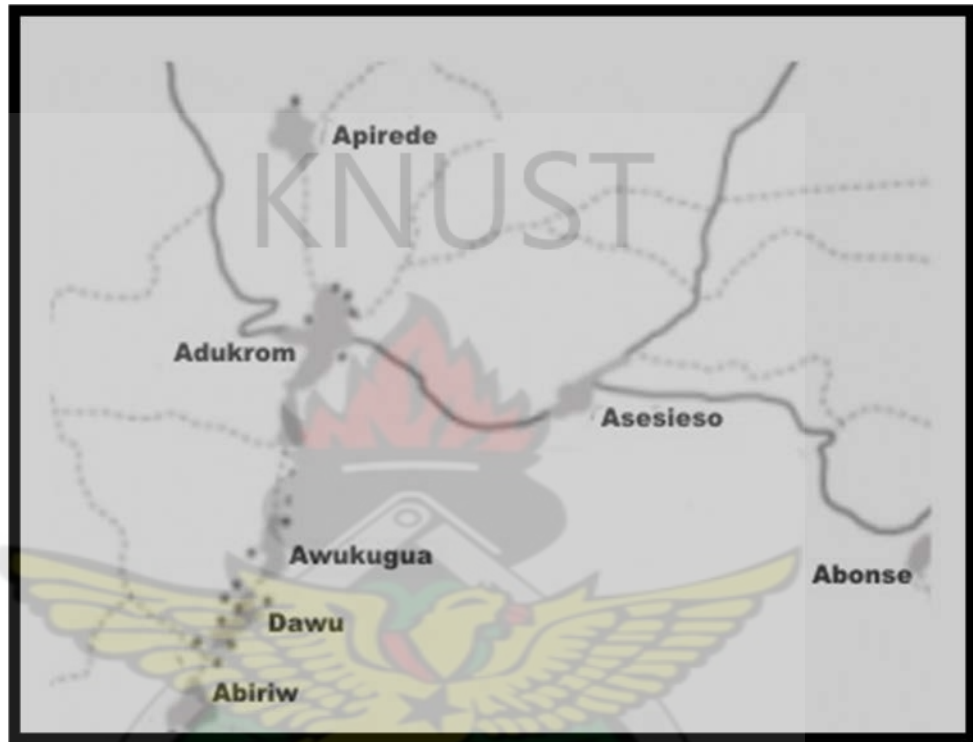 Apirede
KNUST
Adukrom
Asesieso
Awukugua
Abonse
Dawu
Abiriw